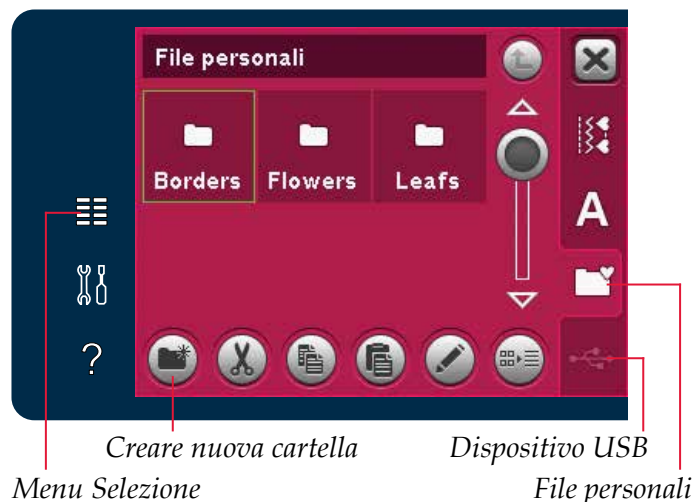 File personali
Borders Flowers Leafs
A
?
Creare nuova cartella Dispositivo USB
Menu Selezione File personali